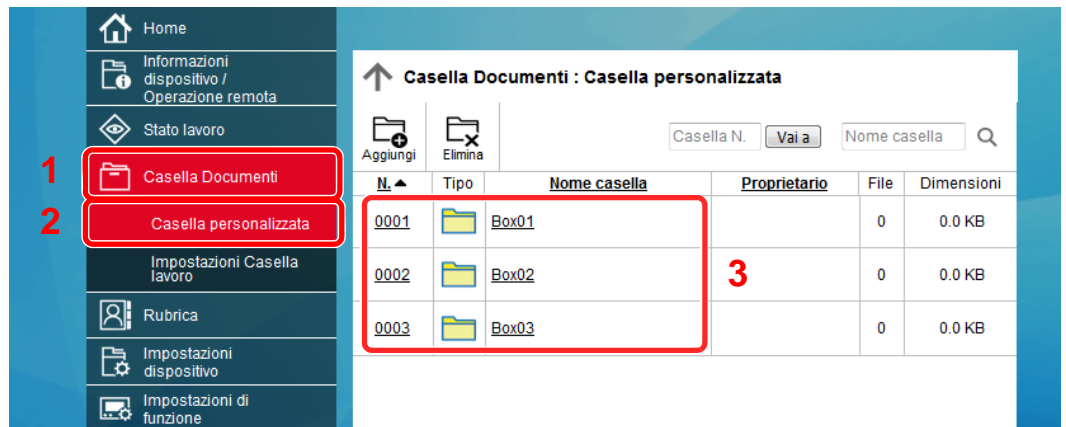 Home
Informazioni
dispositivo /
Operazione remota
Stato lavoro
1
Casella Documenti
2
Casella personalizzata
Impostazioni Casella
lavoro
Rubrica
Impostazioni
dispositivo
Impostazioni di
funzione
Casella Documenti : Casella personalizzata
Aggiungi Elimina Casella N. Vai a Nome casella
N. Tipo Nome casella Proprietario File Dimensioni
0001 Box01 0 0.0 KB
0002 Box02 3 0 0.0 KB
0003 Box03 0 0.0 KB